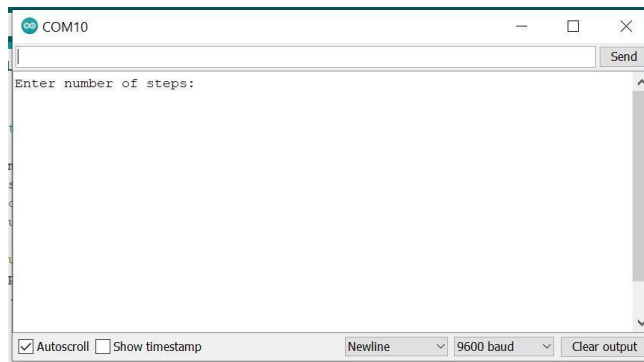 COM10
Send
Enter number of steps:
Autoscroll Show timestamp Newline 9600 baud Clear output